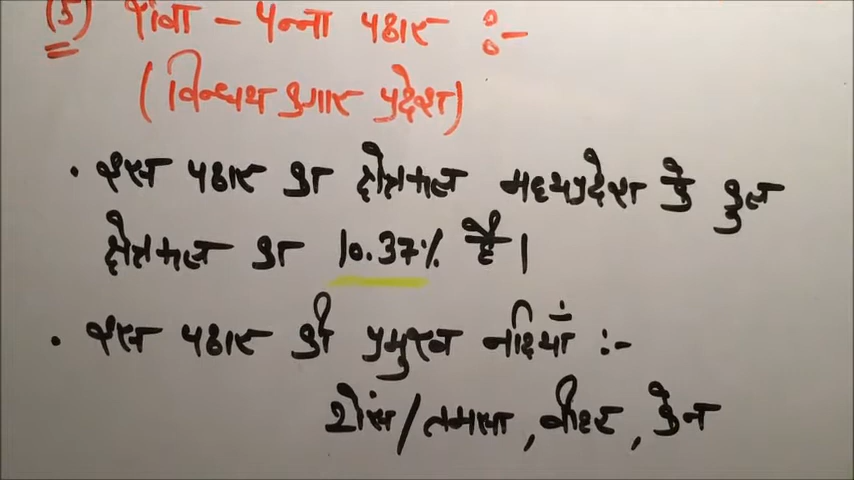 (5) रीवा - पन्ना पठार :-
(विन्ध्य कगार प्रदेश)
• इस पठार का क्षेत्रफल मध्यप्रदेश के कुल
क्षेत्रफल का 10.37% है।
• इस पठार की प्रमुख नदियाँ :-
टोंस/तमसा, बीहर, केन